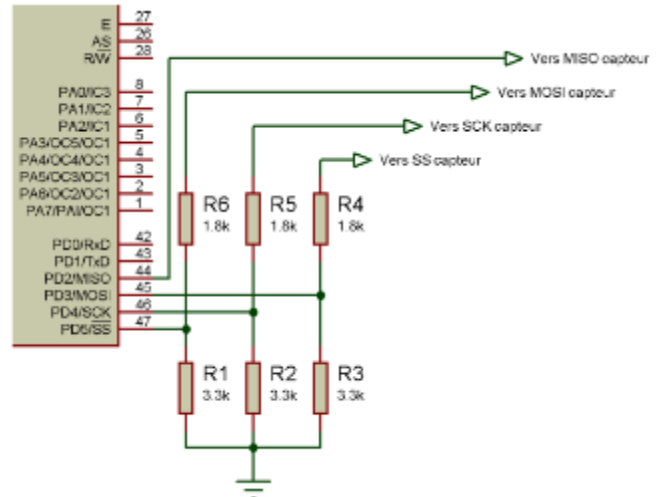 E 27
AS 26
R/W 28
Vers MISO capteur
PA0/IC3 8
Vers MOSI capteur
PA1/IC2 7
PA2/IC1 6
Vers SCK capteur
PA3/OC5/OC1 5
PA4/OC4/OC1 4
Vers SS capteur
PA5/OC3/OC1 3
PA6/OC2/OC1 2
PA7/PAI/OC1 1
R6
1.8k
R5
1.8k
R4
1.8k
PD0/RxD 42
PD1/TxD 43
PD2/MISO 44
PD3/MOSI 45
PD4/SCK 46
PD5/SS 47
R1
3.3k
R2
3.3k
R3
3.3k